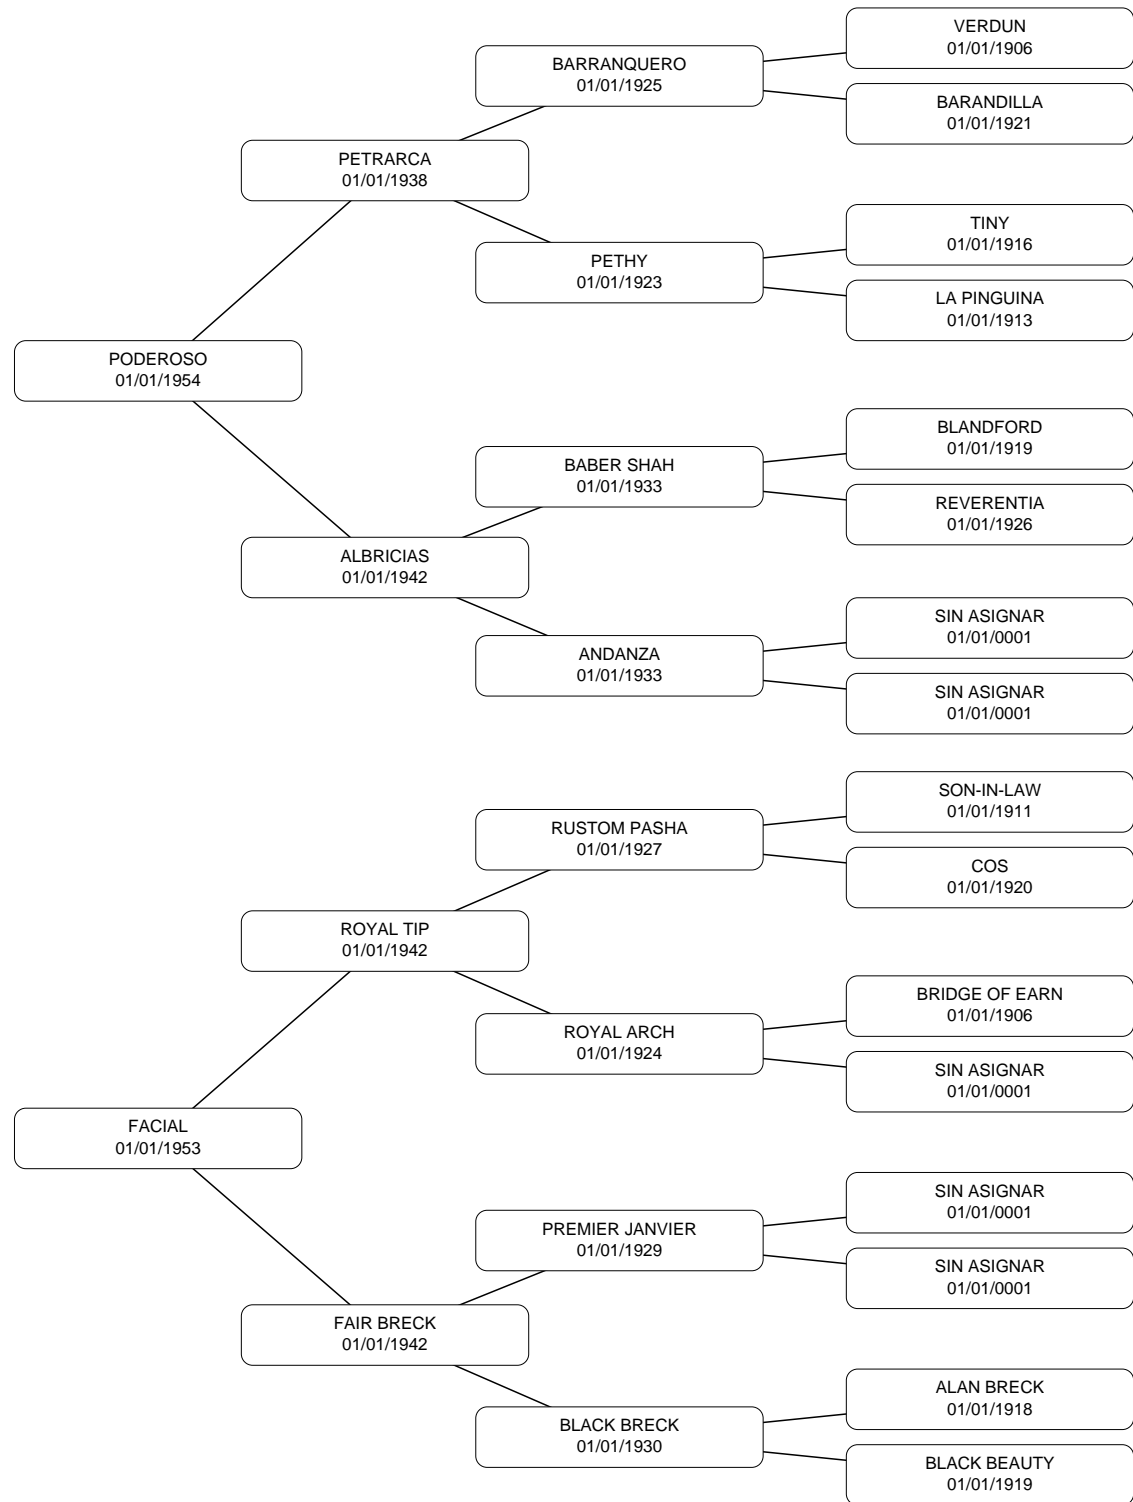 VERDUN
01/01/1906
BARRANQUERO
01/01/1925
BARANDILLA
01/01/1921
PETRARCA
01/01/1938
TINY
01/01/1916
PETHY
01/01/1923
LA PINGUINA
01/01/1913
PODEROSO
01/01/1954
BLANDFORD
01/01/1919
BABER SHAH
01/01/1933
REVERENTIA
01/01/1926
ALBRICIAS
01/01/1942
SIN ASIGNAR
01/01/0001
ANDANZA
01/01/1933
SIN ASIGNAR
01/01/0001
SON-IN-LAW
01/01/1911
RUSTOM PASHA
01/01/1927
COS
01/01/1920
ROYAL TIP
01/01/1942
BRIDGE OF EARN
01/01/1906
ROYAL ARCH
01/01/1924
SIN ASIGNAR
01/01/0001
FACIAL
01/01/1953
SIN ASIGNAR
01/01/0001
PREMIER JANVIER
01/01/1929
SIN ASIGNAR
01/01/0001
FAIR BRECK
01/01/1942
ALAN BRECK
01/01/1918
BLACK BRECK
01/01/1930
BLACK BEAUTY
01/01/1919